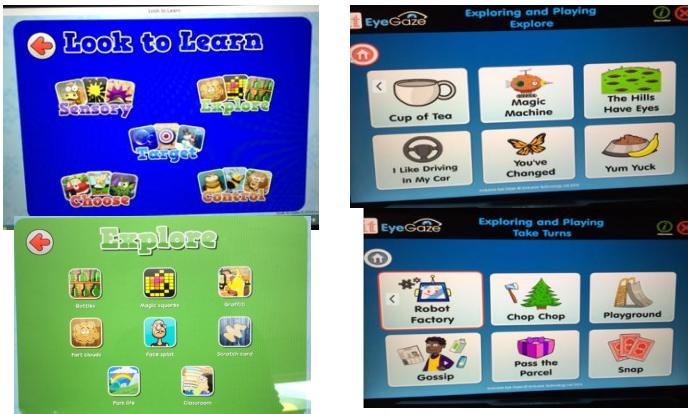 Look to Learn
Look to Learn
Sensory
Explore
Target
Choose
Control
EyeGaze
Exploring and Playing
Explore
Cup of Tea
Magic
Machine
The Hills
Have Eyes
I Like Driving
In My Car
You've
Changed
Yum Yuck
Explore
Bottles
Magic squares
Graffiti
Fart clouds
Face splat
Scratch card
Park life
Classroom
EyeGaze
Exploring and Playing
Take Turns
Robot
Factory
Chop Chop
Playground
Gossip
Pass the
Parcel
Snap